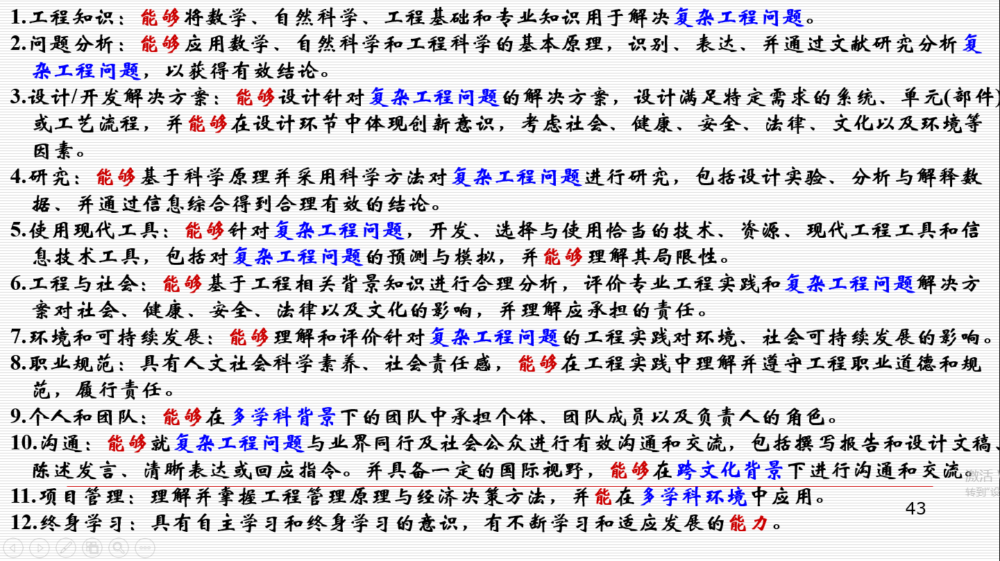 1.工程知识：能够将数学、自然科学、工程基础和专业知识用于解决复杂工程问题。
2.问题分析：能够应用数学、自然科学和工程科学的基本原理，识别、表达、并通过文献研究分析复
杂工程问题，以获得有效结论。
3.设计/开发解决方案：能够设计针对复杂工程问题的解决方案，设计满足特定需求的系统、单元(部件)
或工艺流程，并能够在设计环节中体现创新意识，考虑社会、健康、安全、法律、文化以及环境等
因素。
4.研究：能够基于科学原理并采用科学方法对复杂工程问题进行研究，包括设计实验、分析与解释数
据、并通过信息综合得到合理有效的结论。
5.使用现代工具：能够针对复杂工程问题，开发、选择与使用恰当的技术、资源、现代工程工具和信
息技术工具，包括对复杂工程问题的预测与模拟，并能够理解其局限性。
6.工程与社会：能够基于工程相关背景知识进行合理分析，评价专业工程实践和复杂工程问题解决方
案对社会、健康、安全、法律以及文化的影响，并理解应承担的责任。
7.环境和可持续发展：能够理解和评价针对复杂工程问题的工程实践对环境、社会可持续发展的影响。
8.职业规范：具有人文社会科学素养、社会责任感，能够在工程实践中理解并遵守工程职业道德和规
范，履行责任。
9.个人和团队：能够在多学科背景下的团队中承担个体、团队成员以及负责人的角色。
10.沟通：能够就复杂工程问题与业界同行及社会公众进行有效沟通和交流，包括撰写报告和设计文稿、
陈述发言、清晰表达或回应指令。并具备一定的国际视野，能够在跨文化背景下进行沟通和交流。
激活
转到"设
11.项目管理：理解并掌握工程管理原理与经济决策方法，并能在多学科环境中应用。
43
12.终身学习：具有自主学习和终身学习的意识，有不断学习和适应发展的能力。